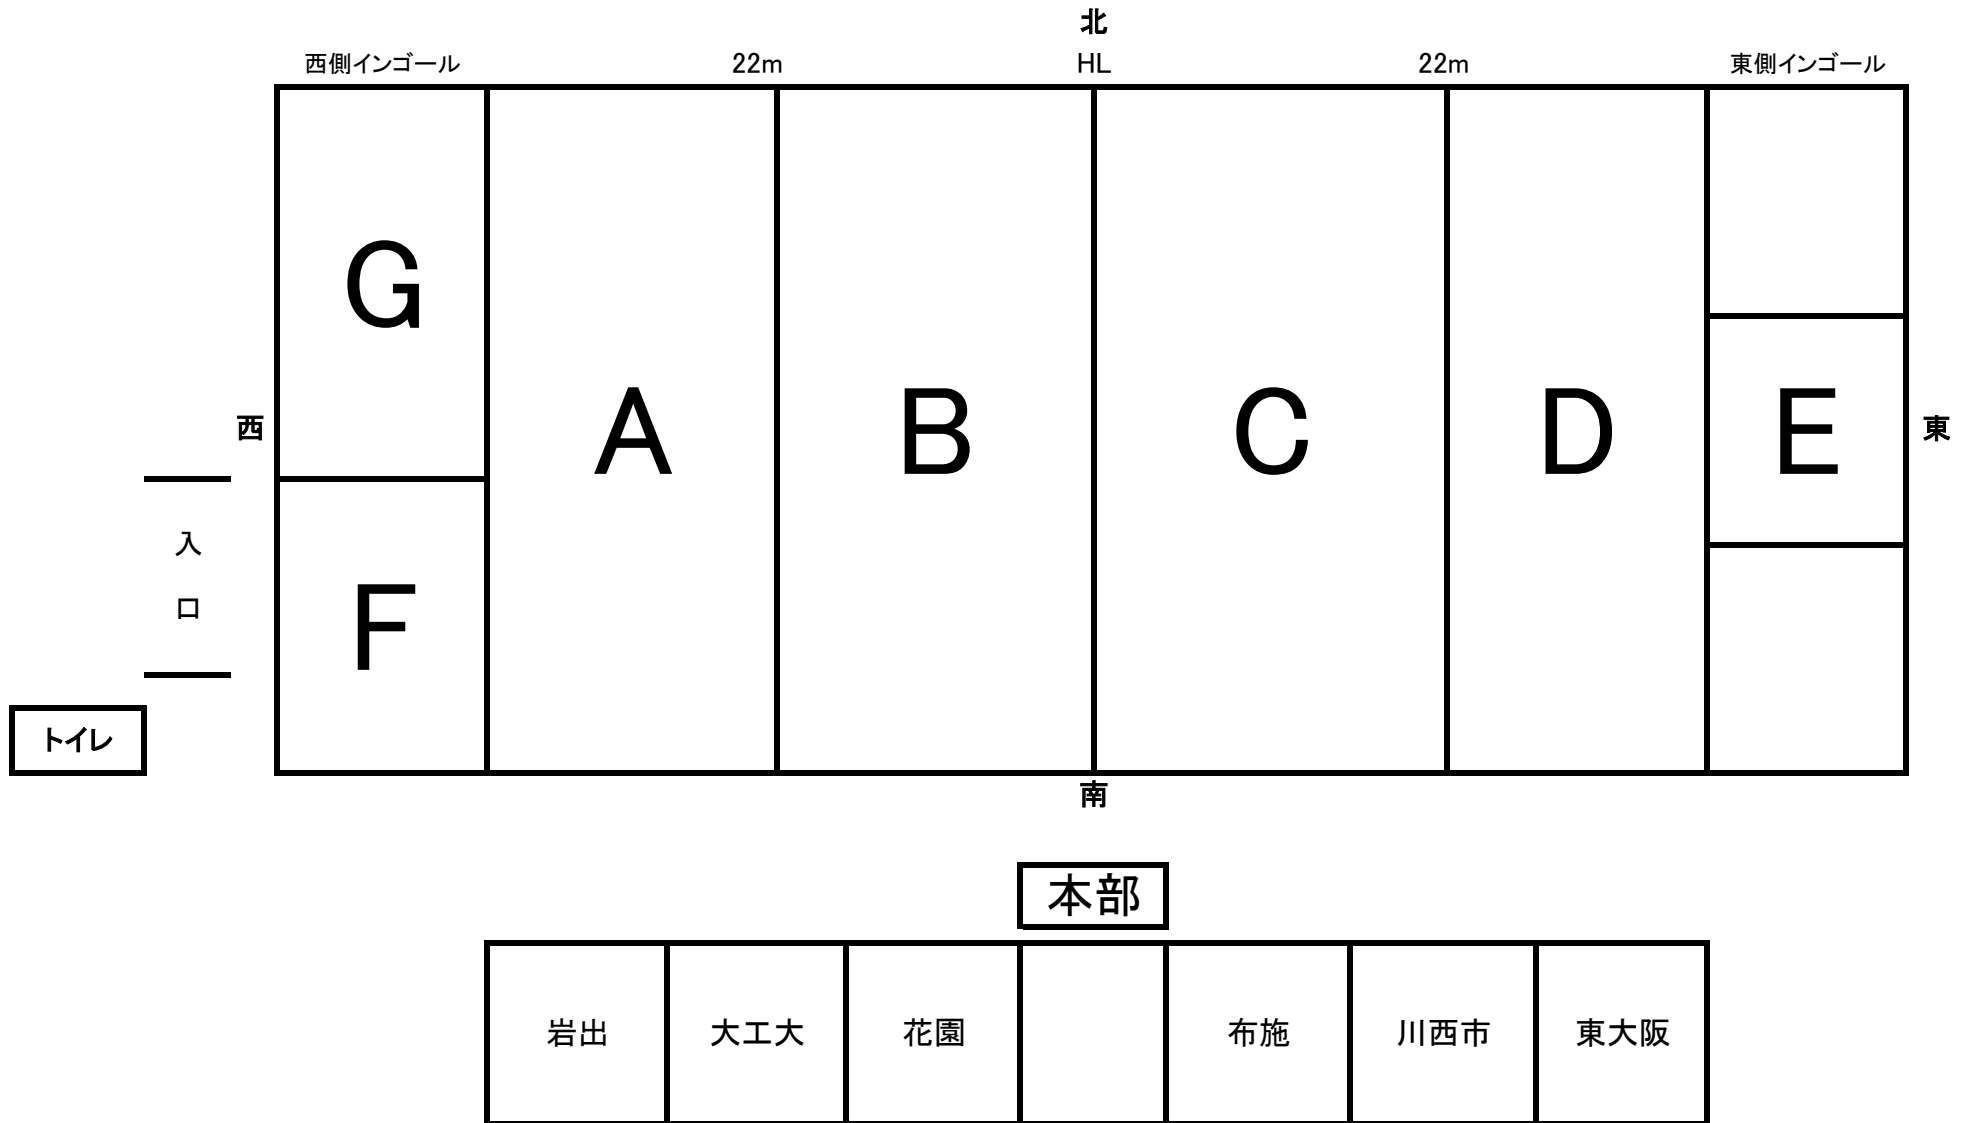 北
西側インゴール 22m HL 22m 東側インゴール
G
A B C D E
西
東
入
口
F
トイレ
南
本部
岩出 大工大 花園 布施 川西市 東大阪